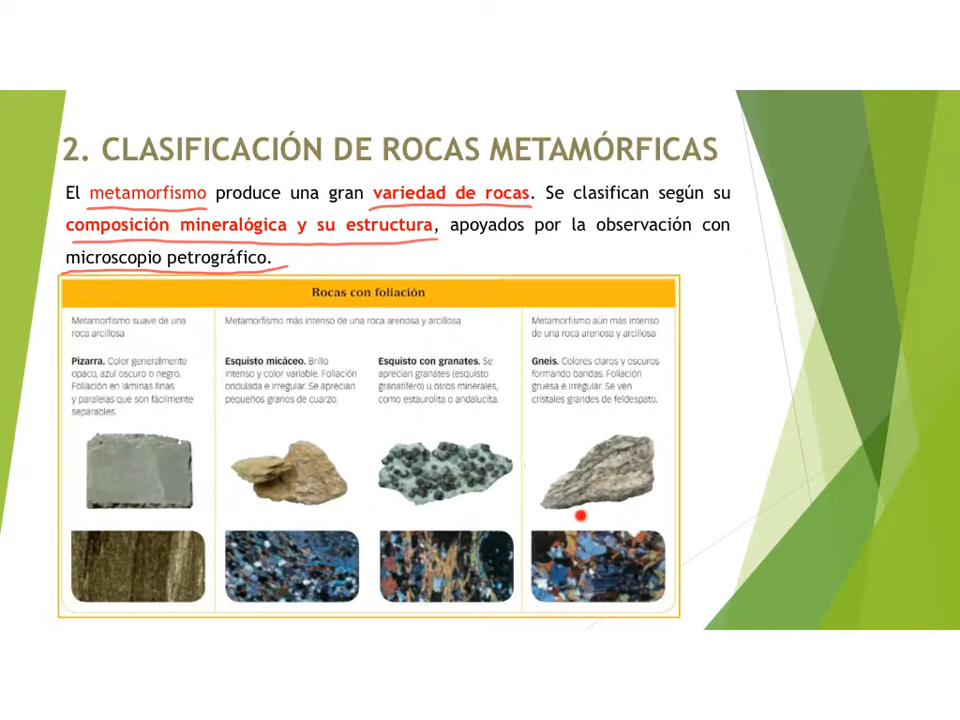 2. CLASIFICACIÓN DE ROCAS METAMÓRFICAS
El metamorfismo produce una gran variedad de rocas. Se clasifican según su
composición mineralógica y su estructura, apoyados por la observación con
microscopio petrográfico.
Rocas con foliación
Metamorfismo suave de una
roca arcillosa
Pizarra. Color generalmente
opaco, azul oscuro o negro.
Foliación en láminas finas
y paralelas que son fácilmente
separables.
Metamorfismo más intenso de una roca arenosa y arcillosa
Esquisto micáceo. Brillo
intenso y color variable. Foliación
ondulada e irregular. Se aprecian
pequeños granos de cuarzo.
Esquisto con granates. Se
aprecian granates (esquisto
granatífero) u otros minerales,
como estaurolita o andalucita.
Metamorfismo aún más intenso
de una roca arenosa y arcillosa
Gneis. Colores claros y oscuros
formando bandas. Foliación
gruesa e irregular. Se ven
cristales grandes de feldespato.